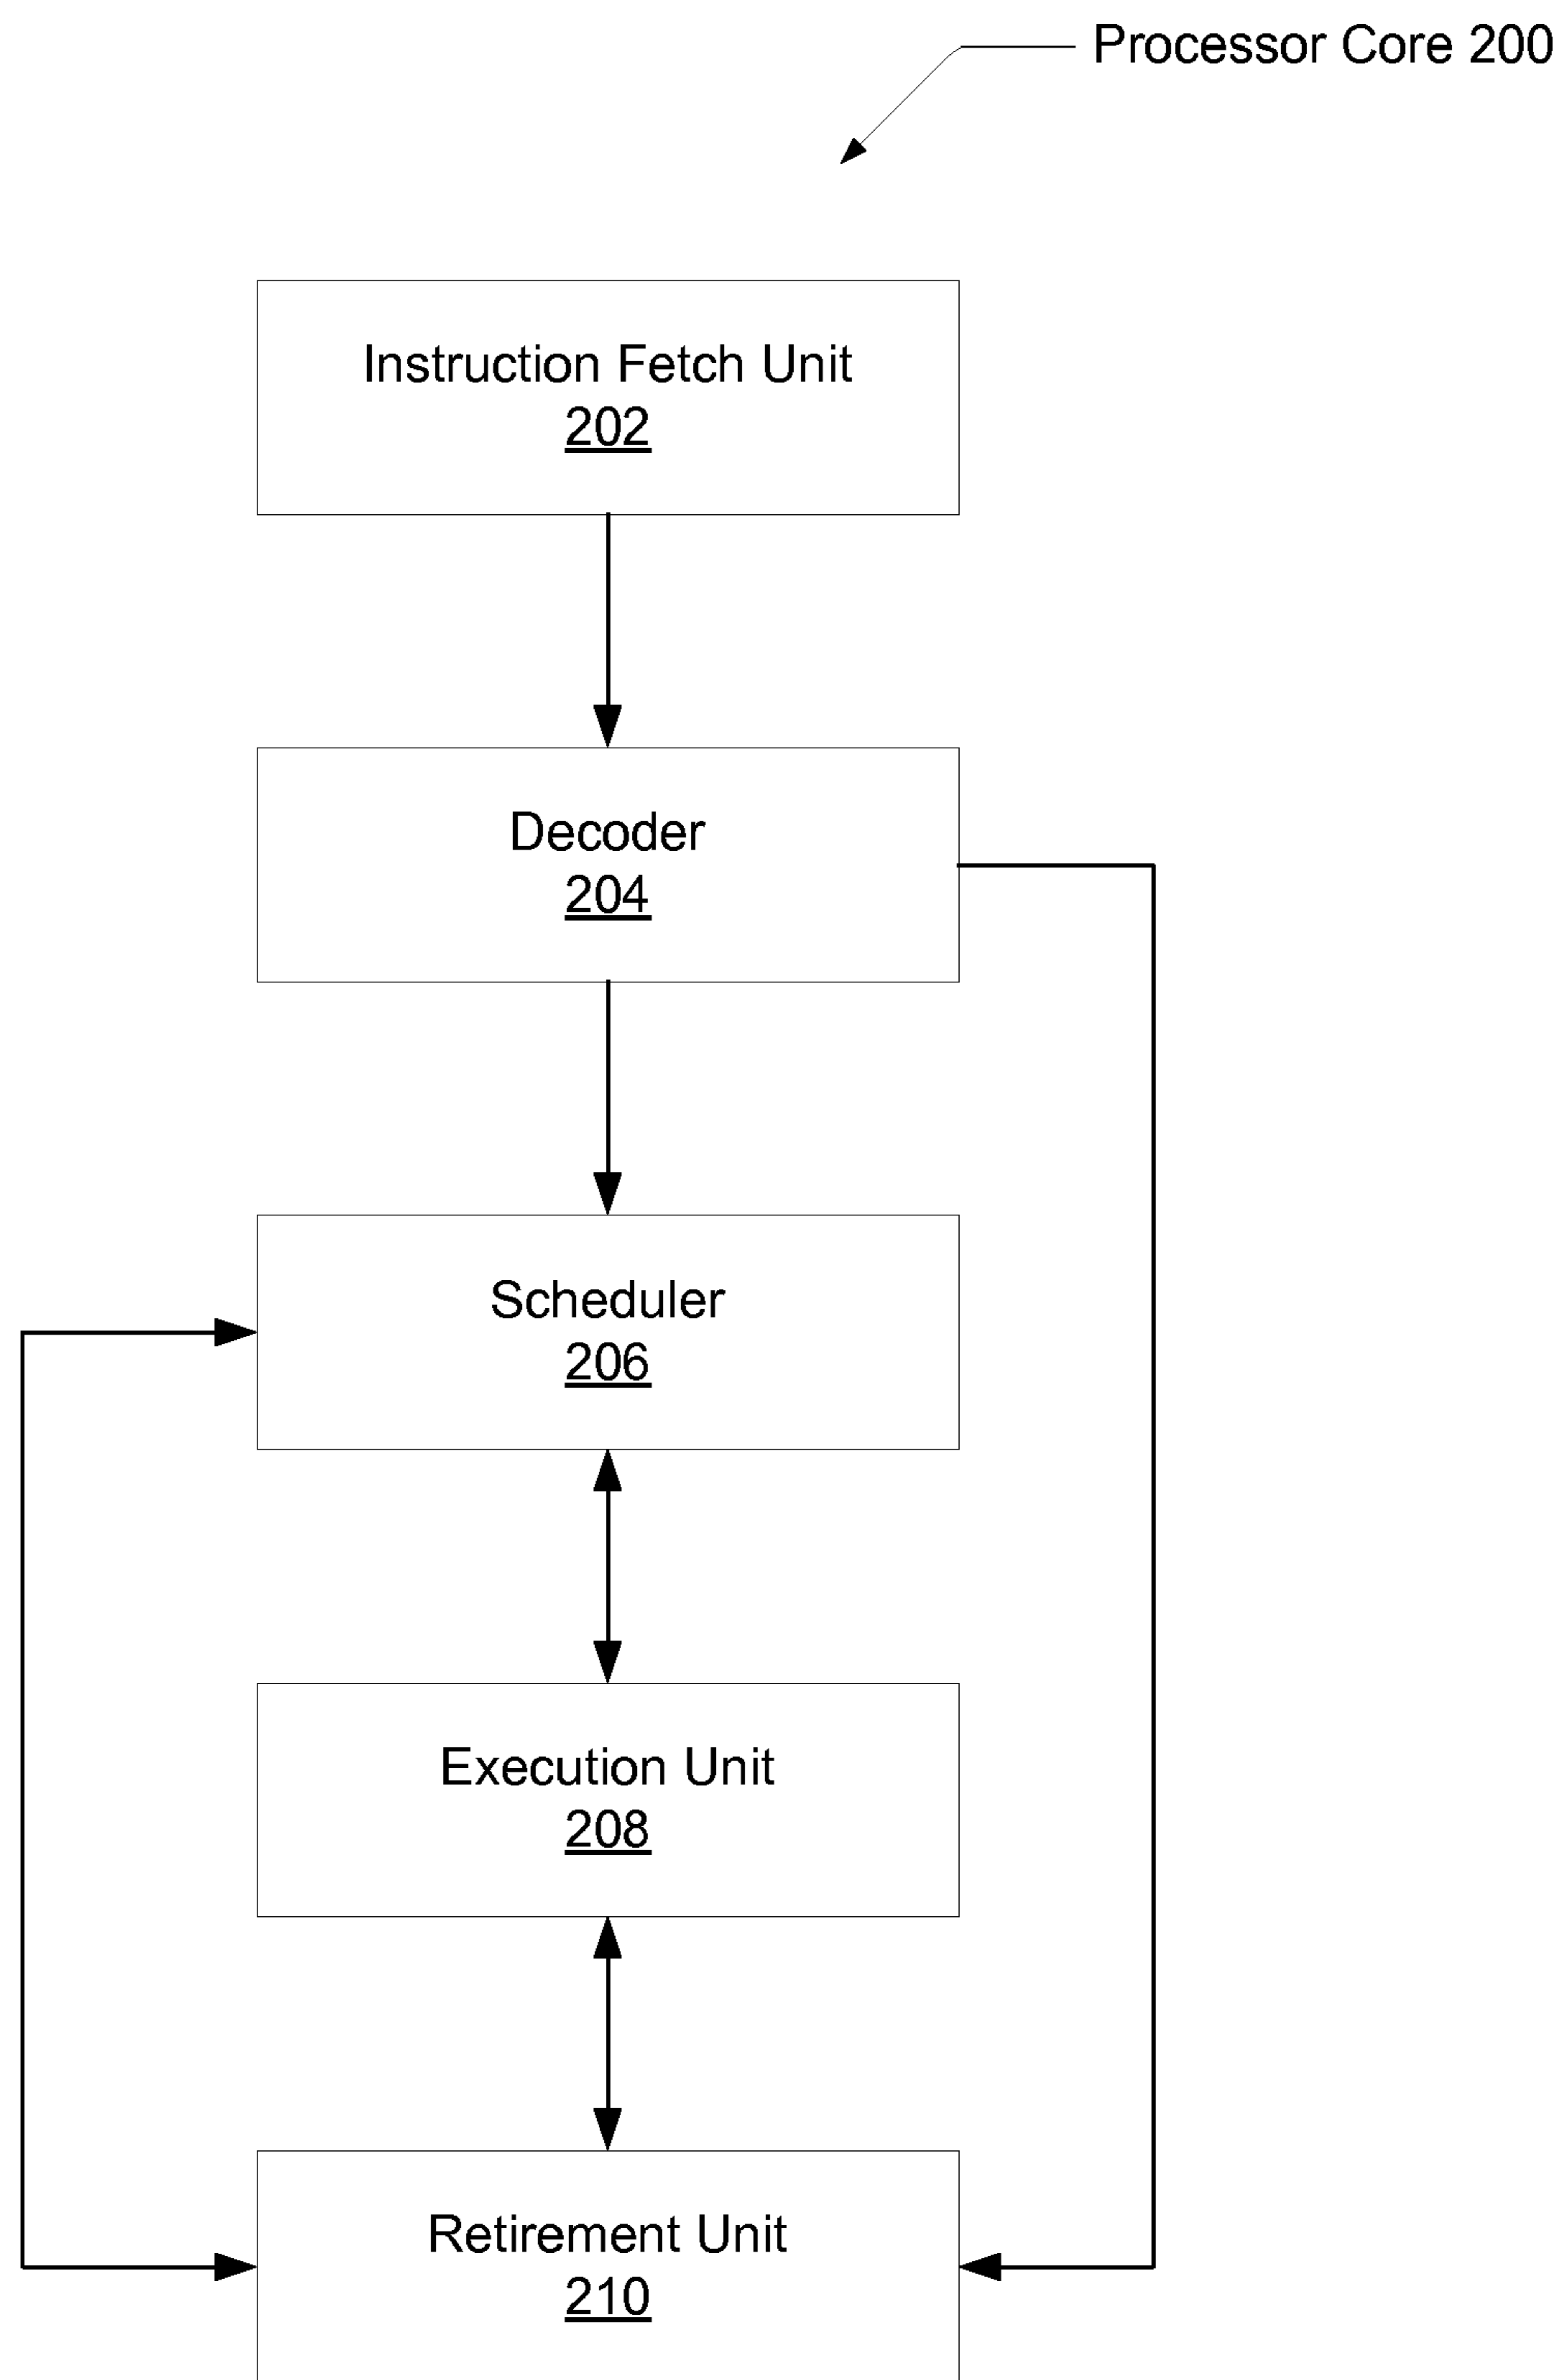 Processor Core 200
Instruction Fetch Unit
202
Decoder
204
Scheduler
206
Execution Unit
208
Retirement Unit
210